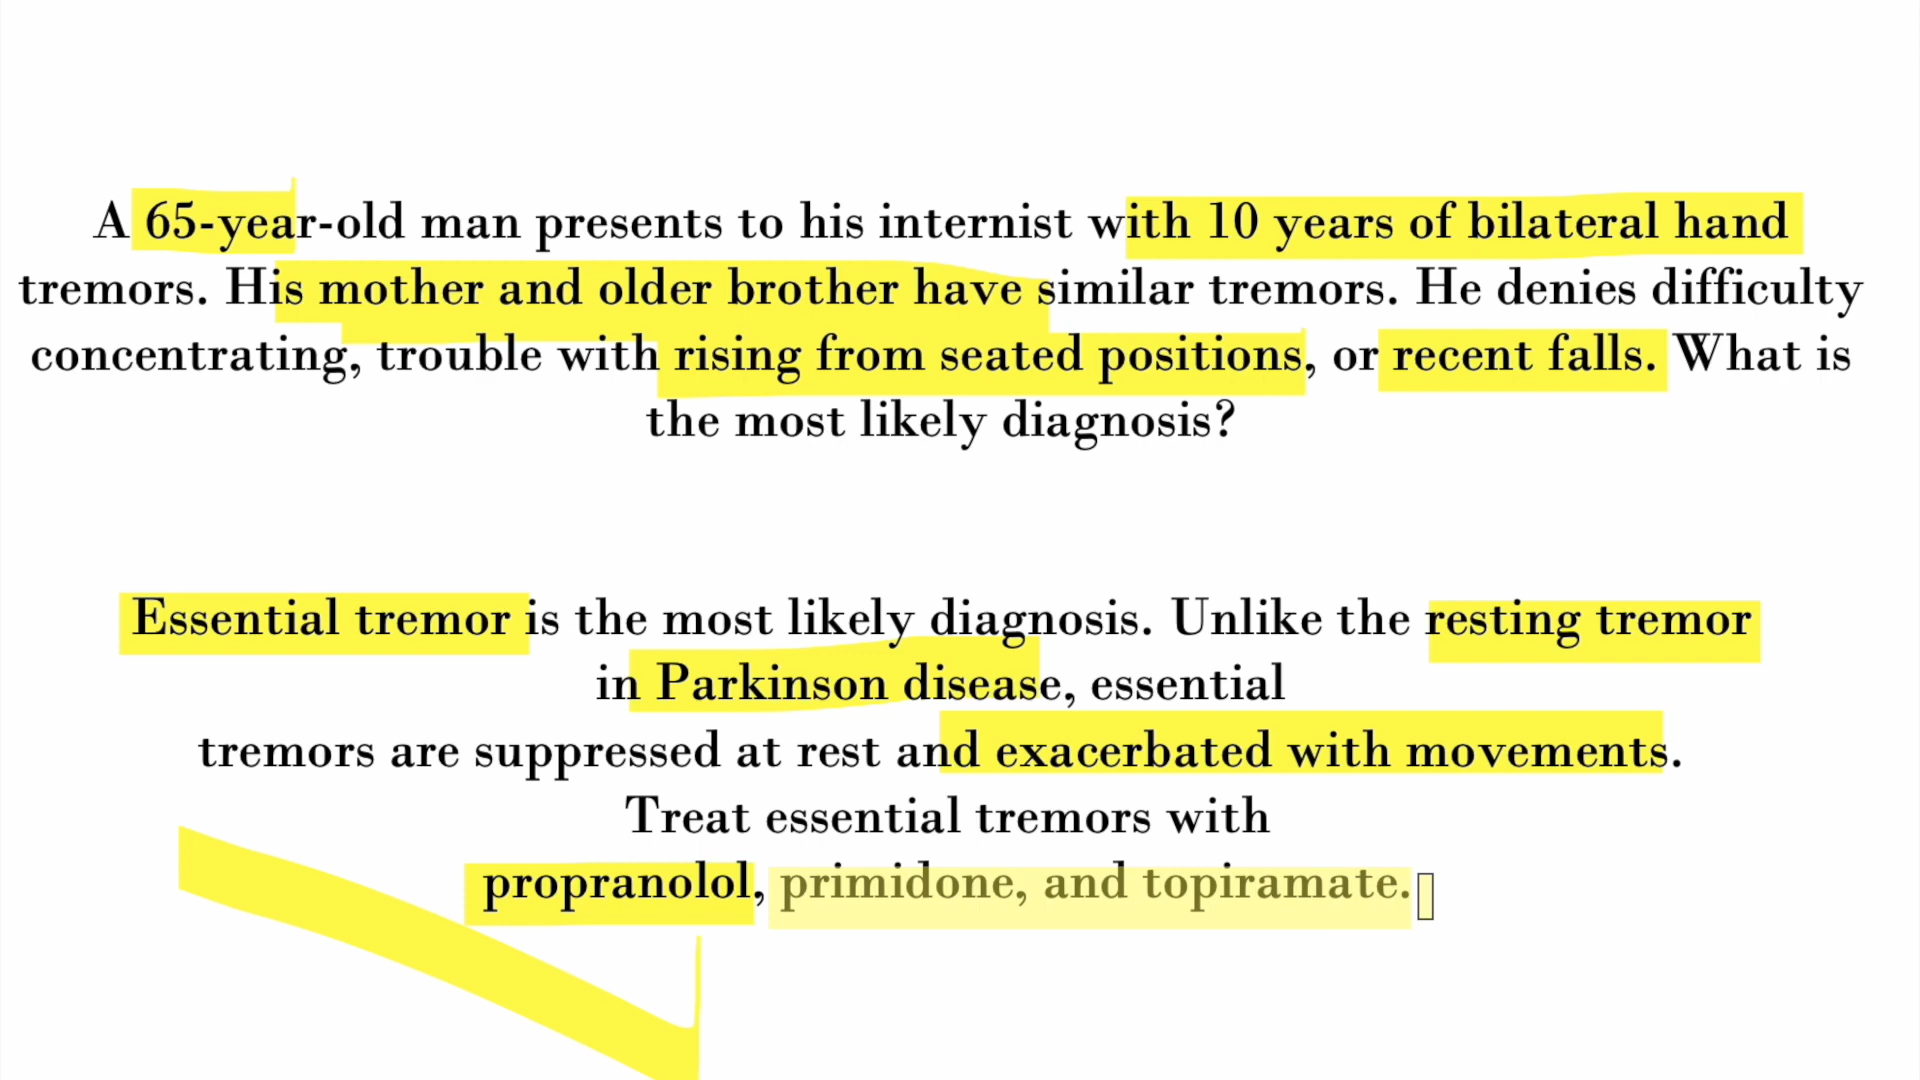 A 65-year-old man presents to his internist with 10 years of bilateral hand
tremors. His mother and older brother have similar tremors. He denies difficulty
concentrating, trouble with rising from seated positions, or recent falls. What is
the most likely diagnosis?
Essential tremor is the most likely diagnosis. Unlike the resting tremor
in Parkinson disease, essential
tremors are suppressed at rest and exacerbated with movements.
Treat essential tremors with
propranolol, primidone, and topiramate.